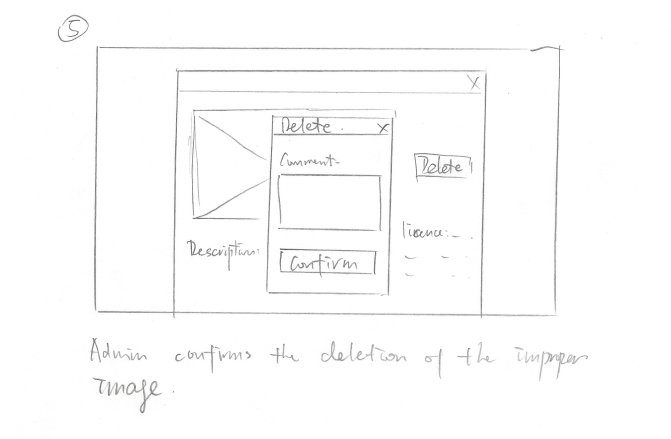 5
X
Delete.
X
Comment-
Delete
Description:
Licence:-
Confirm
Admin confirms the deletion of the improper
image.